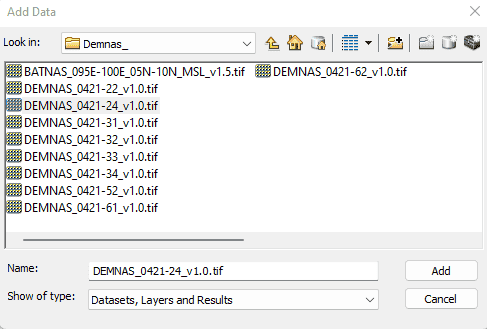 Add Data
Look in: Demnas_
BATNAS_095E-100E_05N-10N_MSL_v1.5.tif
DEMNAS_0421-22_v1.0.tif
DEMNAS_0421-24_v1.0.tif
DEMNAS_0421-31_v1.0.tif
DEMNAS_0421-32_v1.0.tif
DEMNAS_0421-33_v1.0.tif
DEMNAS_0421-34_v1.0.tif
DEMNAS_0421-52_v1.0.tif
DEMNAS_0421-61_v1.0.tif
DEMNAS_0421-62_v1.0.tif
Name: DEMNAS_0421-24_v1.0.tif Add
Show of type: Datasets, Layers and Results Cancel